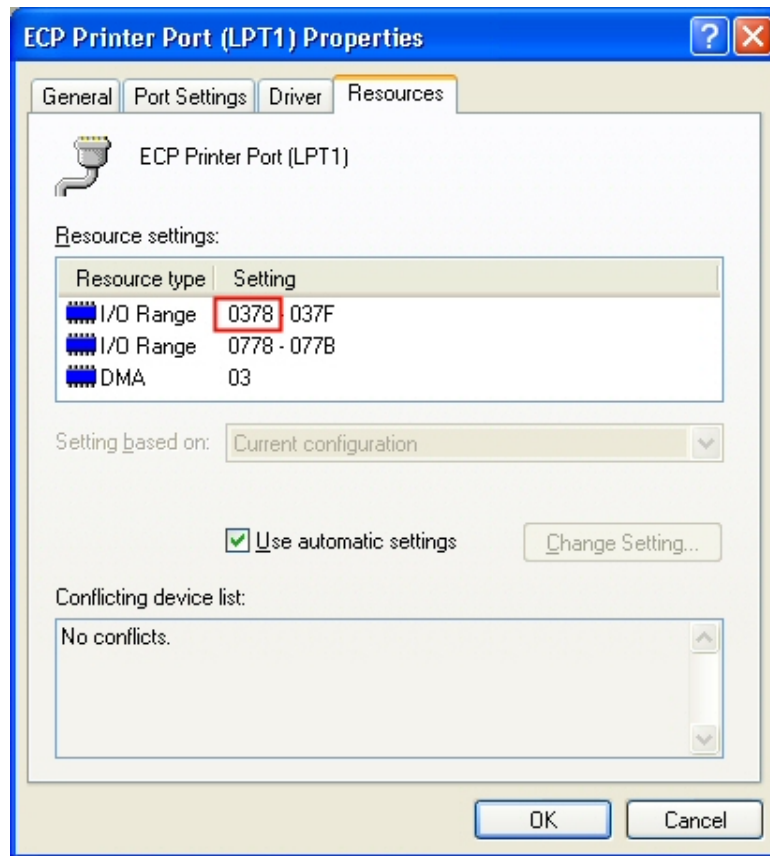 ECP Printer Port (LPT1) Properties
General Port Settings Driver Resources
ECP Printer Port (LPT1)
Resource settings:
Resource type Setting
I/O Range 0378 - 037F
I/O Range 0778 - 077B
DMA 03
Setting based on: Current configuration
Use automatic settings Change Setting...
Conflicting device list:
No conflicts.
OK Cancel